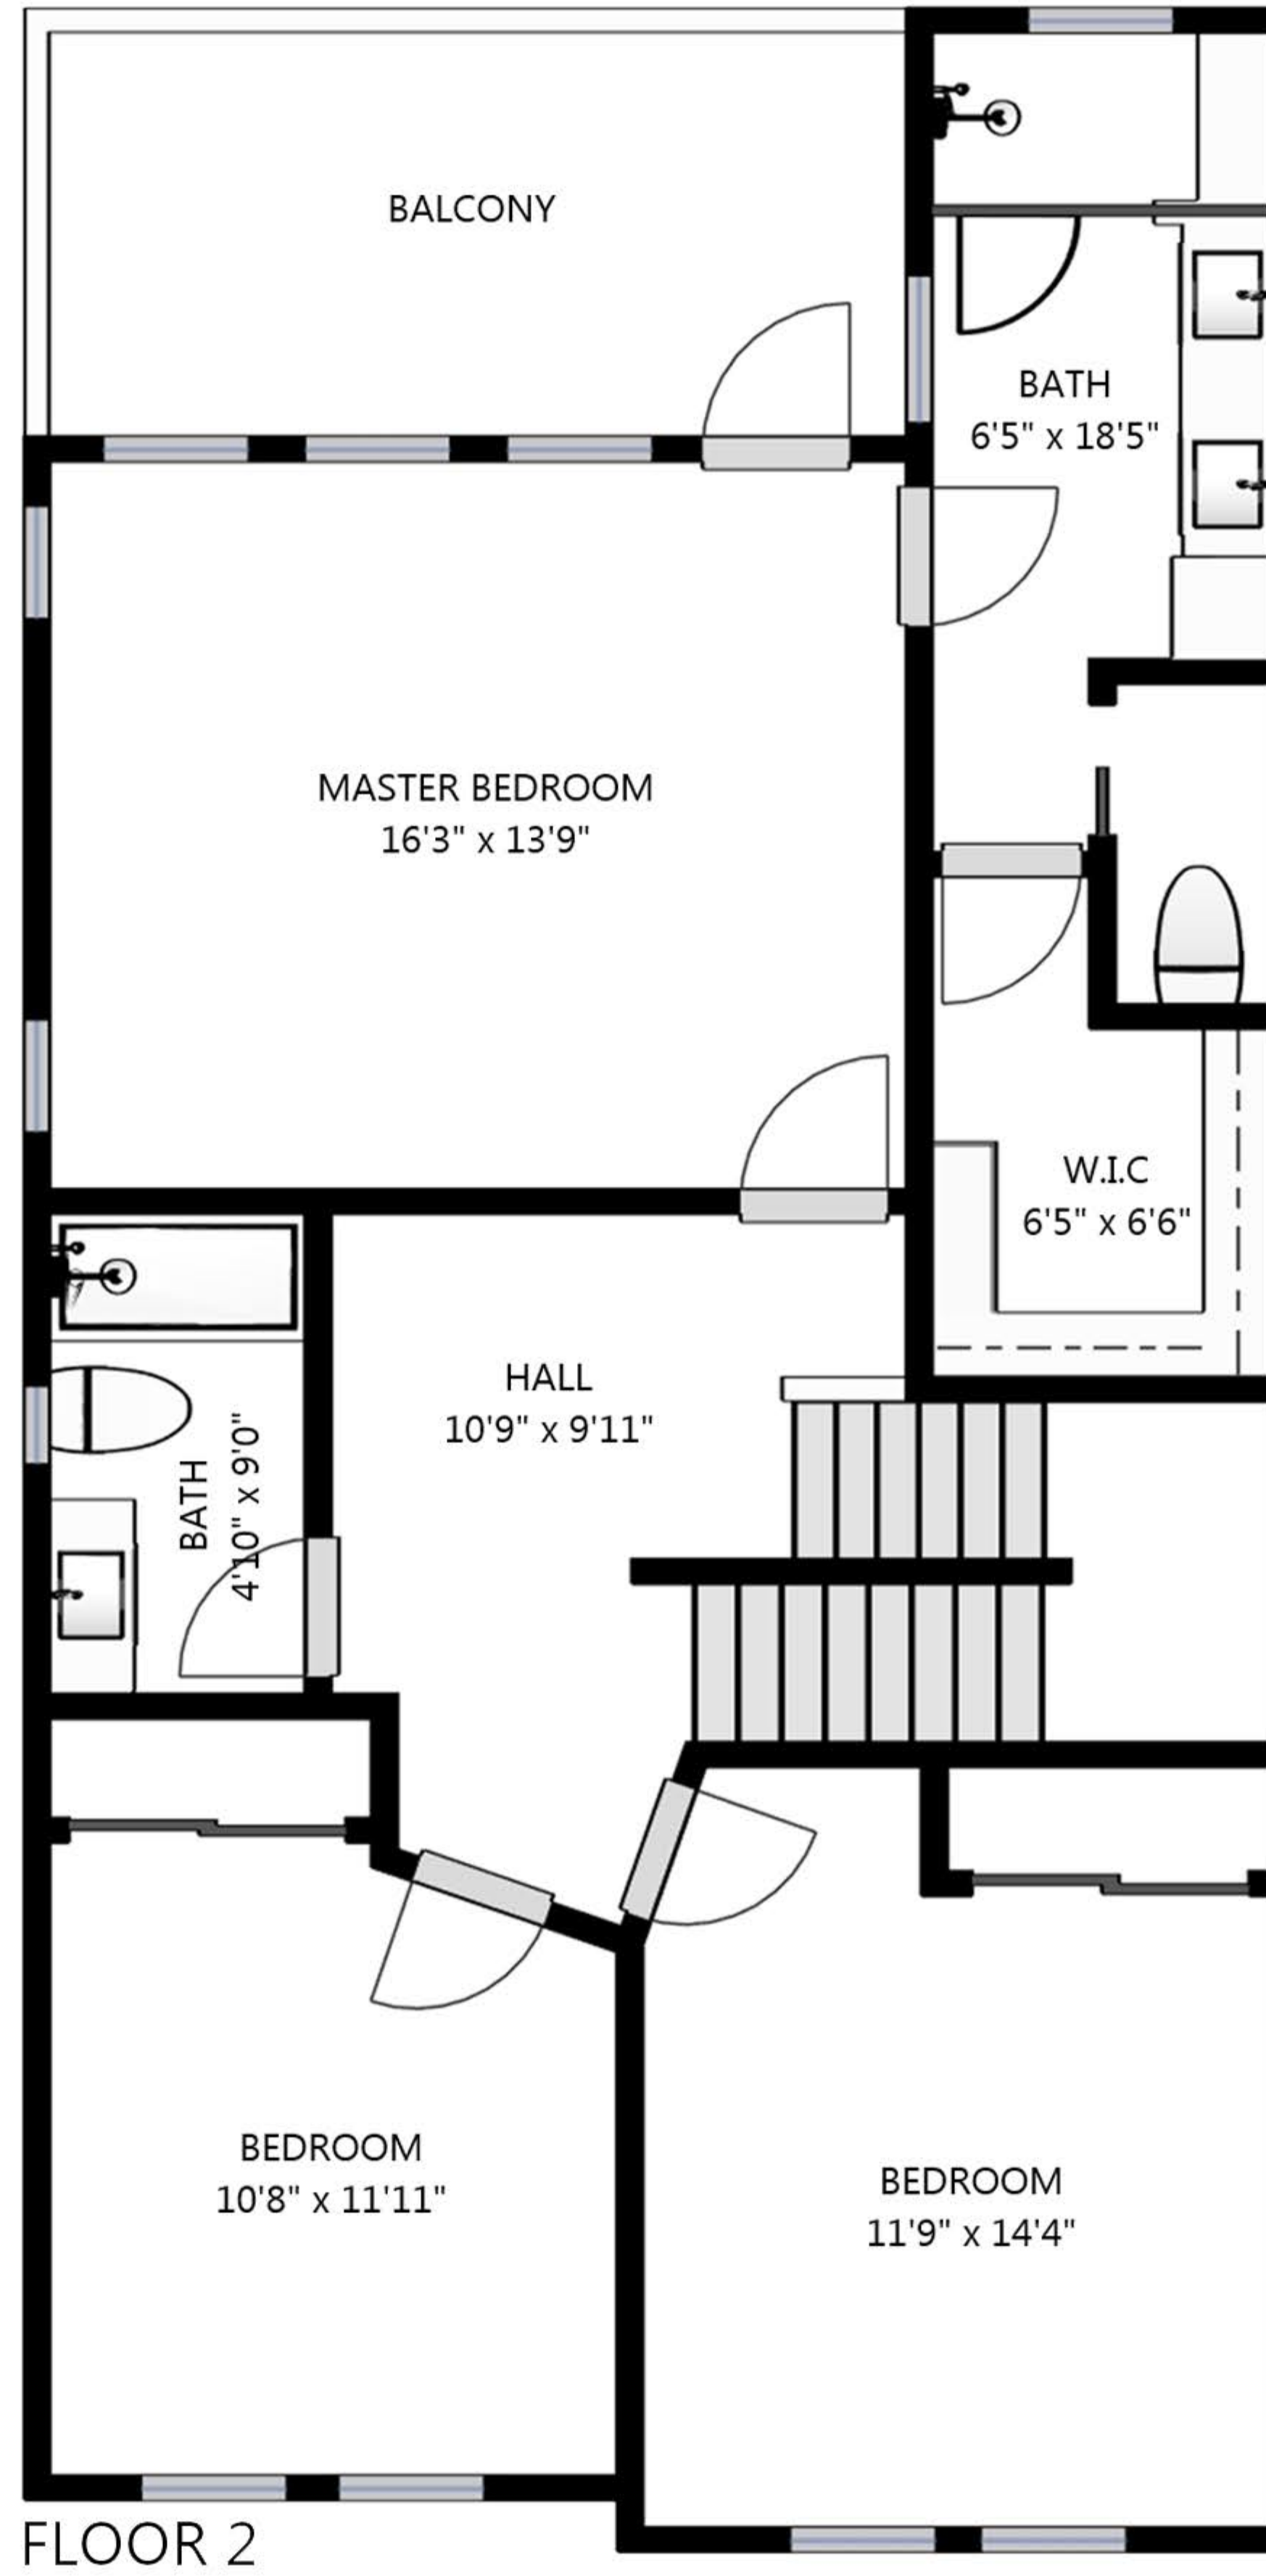 BALCONY
BATH
6'5" x 18'5"
MASTER BEDROOM
16'3" x 13'9"
W.I.C
6'5" x 6'6"
HALL
10'9" x 9'11"
BATH
4'10" x 9'0"
BEDROOM
10'8" x 11'11"
BEDROOM
11'9" x 14'4"
FLOOR 2